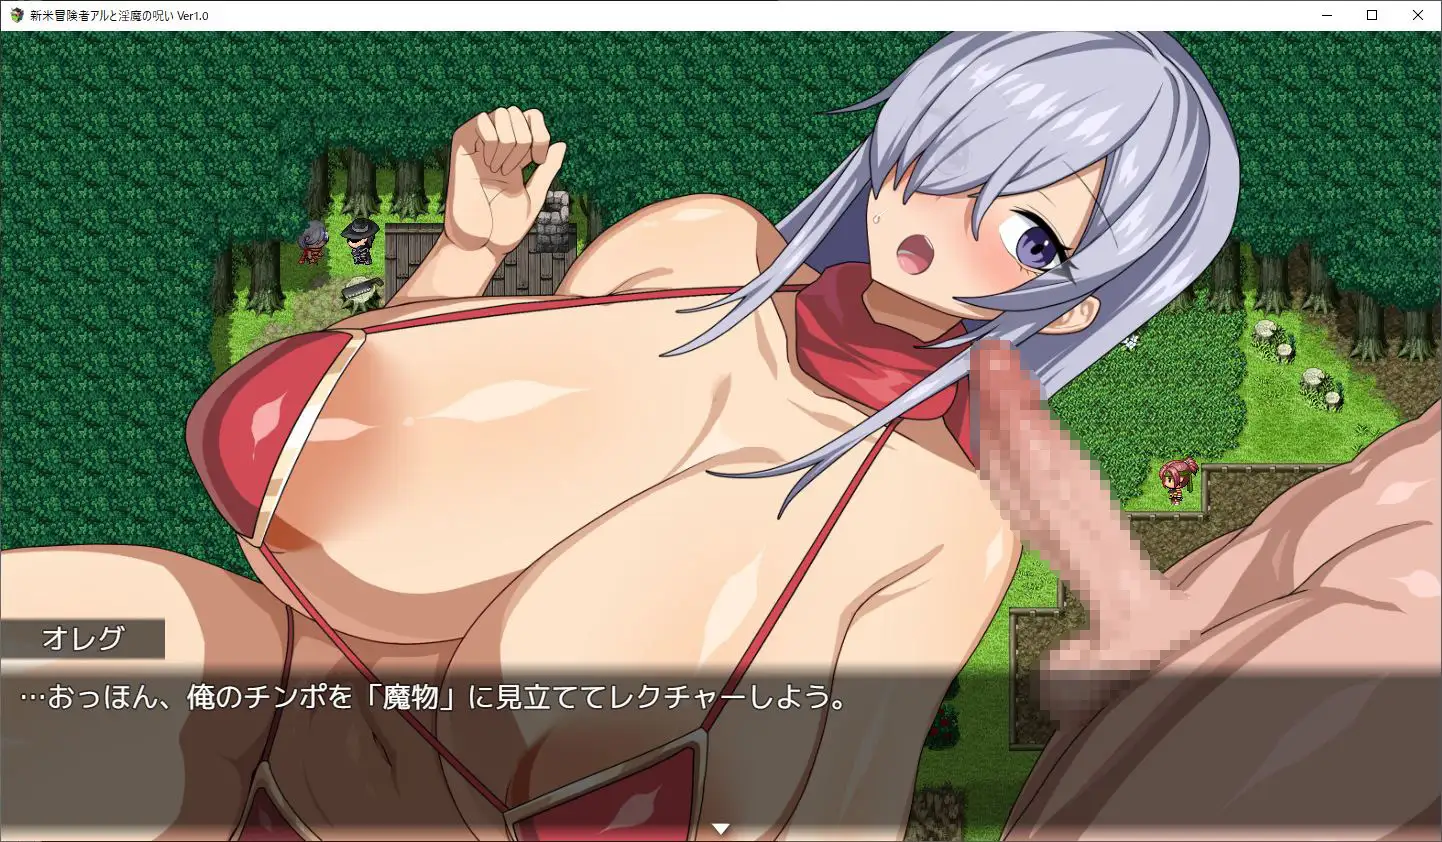 新米冒険者アルと淫魔の呪い Ver1.0
オレグ
…おっほん、俺のチンポを「魔物」に見立ててレクチャーしよう。